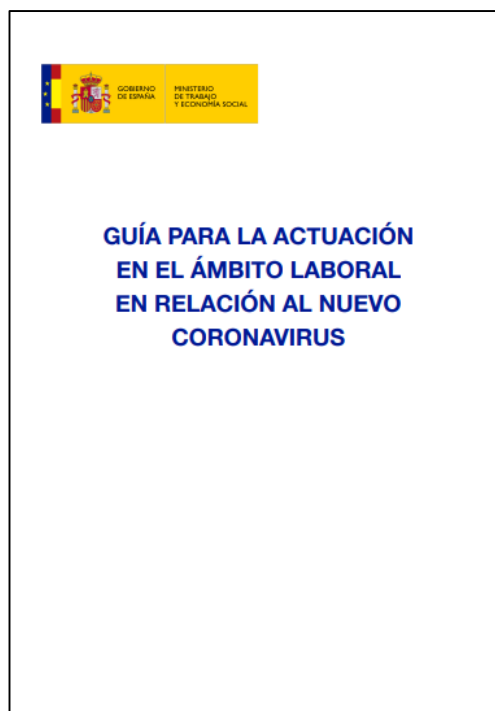 GOBIERNO
DE ESPAÑA
MINISTERIO
DE TRABAJO
Y ECONOMÍA SOCIAL
GUÍA PARA LA ACTUACIÓN
EN EL ÁMBITO LABORAL
EN RELACIÓN AL NUEVO
CORONAVIRUS